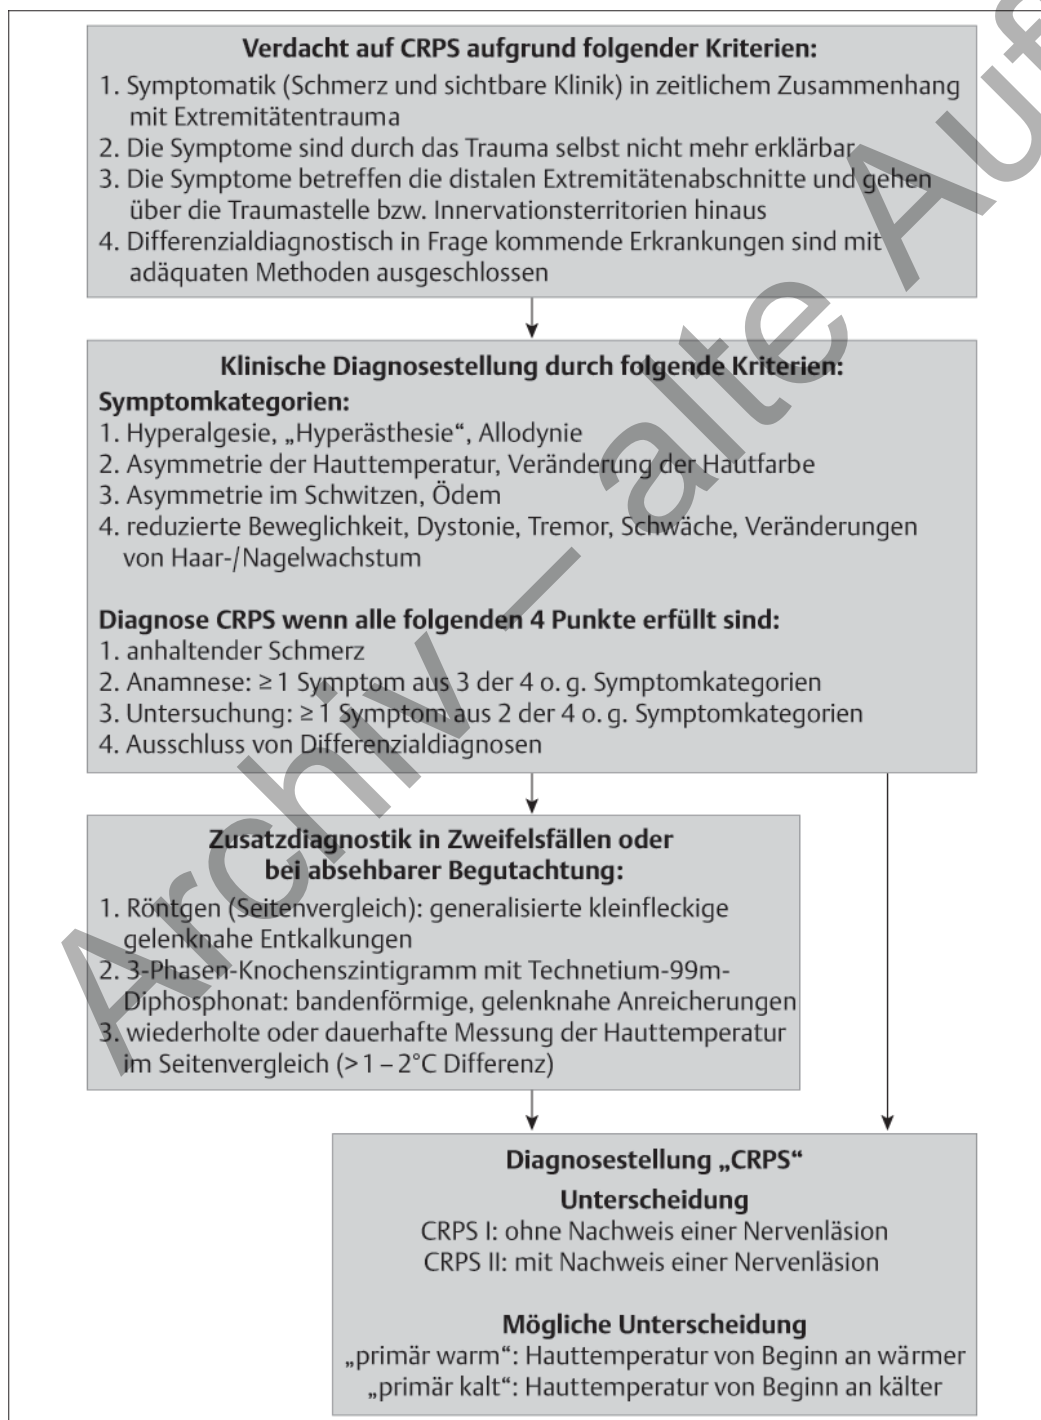 Verdacht auf CRPS aufgrund folgender Kriterien:
1. Symptomatik (Schmerz und sichtbare Klinik) in zeitlichem Zusammenhang
mit Extremitätentrauma
2. Die Symptome sind durch das Trauma selbst nicht mehr erklärbar
3. Die Symptome betreffen die distalen Extremitätenabschnitte und gehen
über die Traumastelle bzw. Innervationsterritorien hinaus
4. Differenzialdiagnostisch in Frage kommende Erkrankungen sind mit
adäquaten Methoden ausgeschlossen
Klinische Diagnosestellung durch folgende Kriterien:
Symptomkategorien:
1. Hyperalgesie, „Hyperästhesie“, Allodynie
2. Asymmetrie der Hauttemperatur, Veränderung der Hautfarbe
3. Asymmetrie im Schwitzen, Ödem
4. reduzierte Beweglichkeit, Dystonie, Tremor, Schwäche, Veränderungen
von Haar-/Nagelwachstum
Diagnose CRPS wenn alle folgenden 4 Punkte erfüllt sind:
1. anhaltender Schmerz
2. Anamnese: ≥ 1 Symptom aus 3 der 4 o. g. Symptomkategorien
3. Untersuchung: ≥ 1 Symptom aus 2 der 4 o. g. Symptomkategorien
4. Ausschluss von Differenzialdiagnosen
Zusatzdiagnostik in Zweifelsfällen oder
bei absehbarer Begutachtung:
1. Röntgen (Seitenvergleich): generalisierte kleinfleckige
gelenknahe Entkalkungen
2. 3-Phasen-Knochenszintigramm mit Technetium-99m-
Diphosphonat: bandenförmige, gelenknahe Anreicherungen
3. wiederholte oder dauerhafte Messung der Hauttemperatur
im Seitenvergleich (> 1 – 2°C Differenz)
Diagnosestellung „CRPS“
Unterscheidung
CRPS I: ohne Nachweis einer Nervenläsion
CRPS II: mit Nachweis einer Nervenläsion
Mögliche Unterscheidung
„primär warm“: Hauttemperatur von Beginn an wärmer
„primär kalt“: Hauttemperatur von Beginn an kälter
Archiv – alte Auf